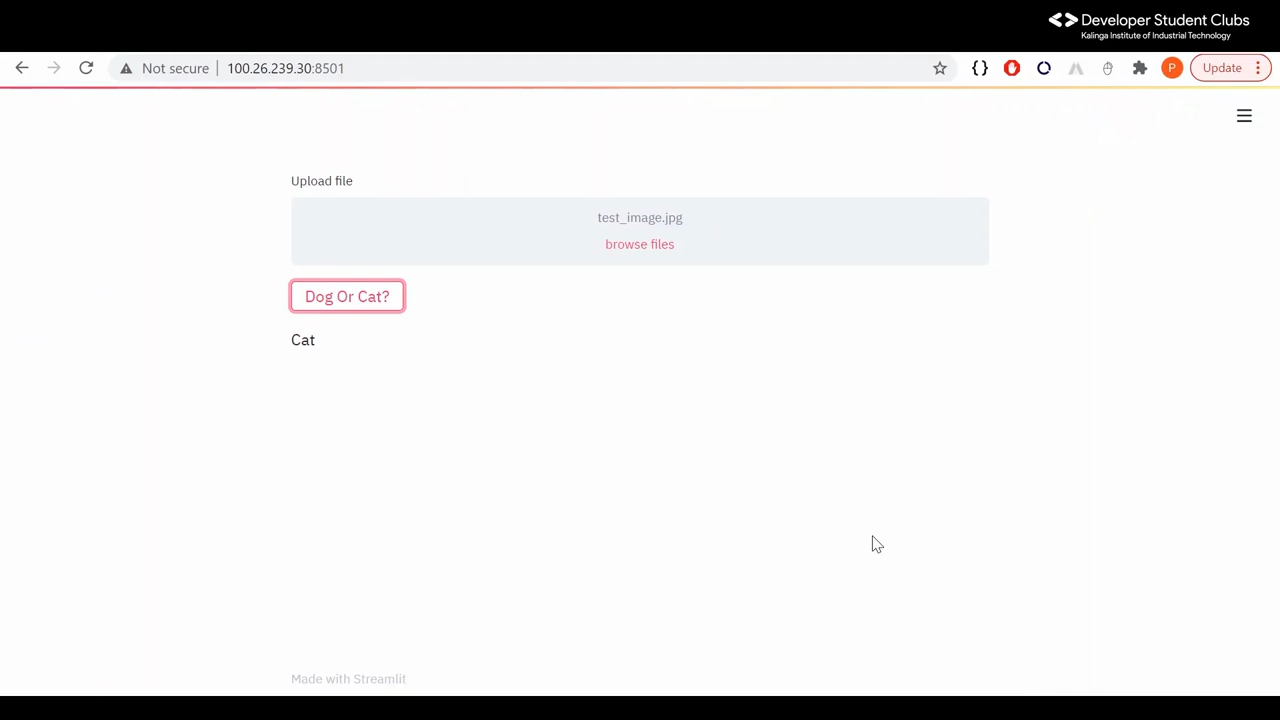 Developer Student Clubs
Kalinga Institute of Industrial Technology
Not secure
100.26.239.30:8501
P
Update
Upload file
test_image.jpg
browse files
Dog Or Cat?
Cat
Made with Streamlit